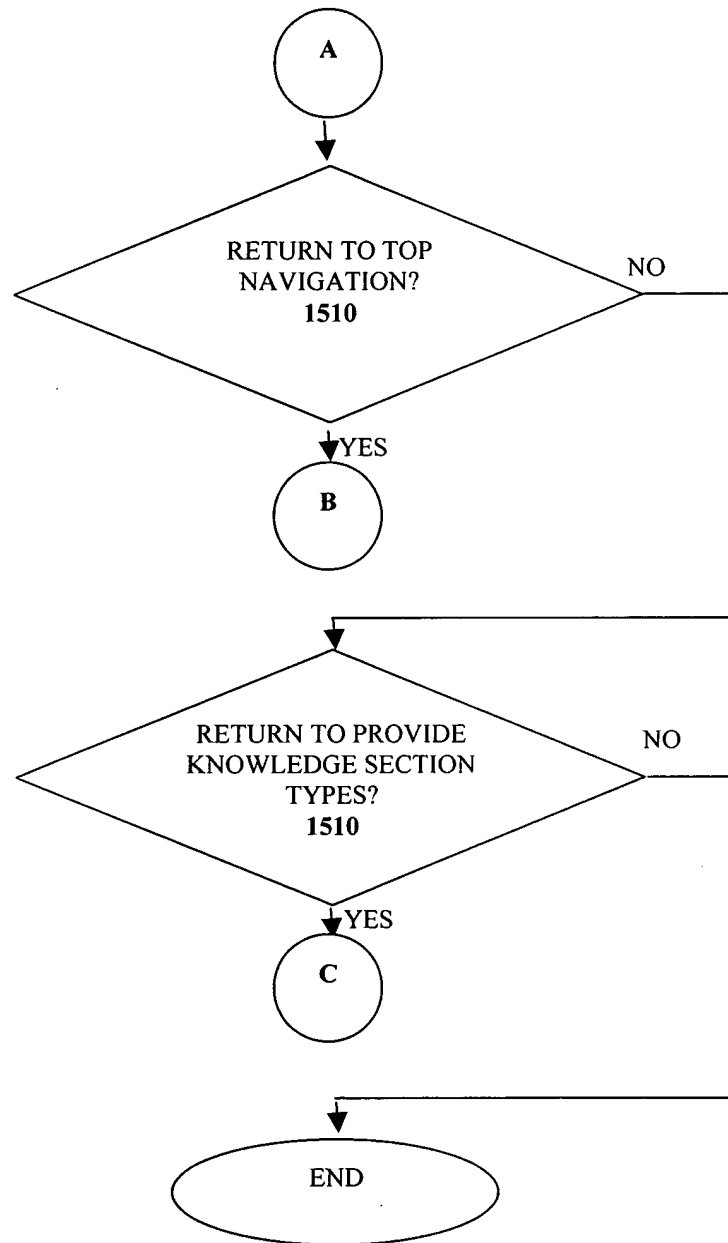 A
RETURN TO TOP
NAVIGATION?
1510
NO
YES
B
RETURN TO PROVIDE
KNOWLEDGE SECTION
TYPES?
1510
NO
YES
C
END